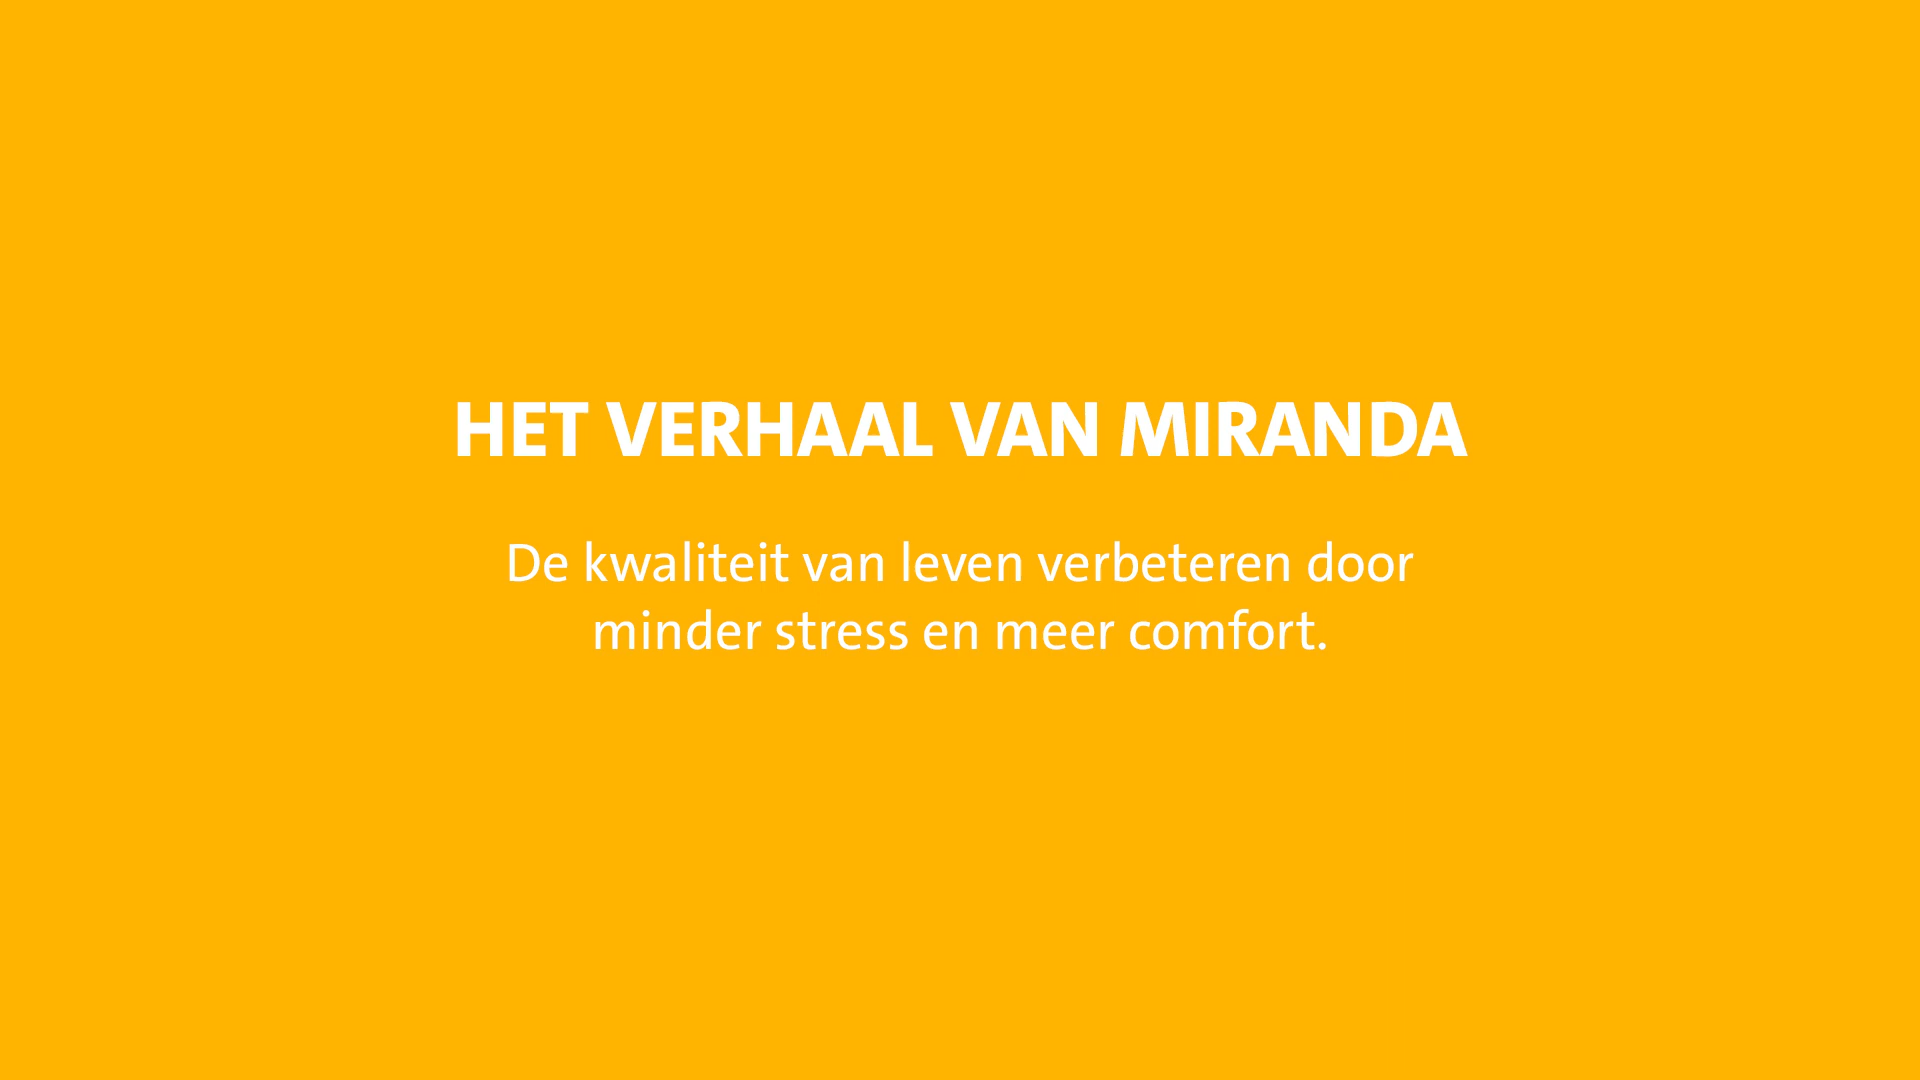 HET VERHAAL VAN MIRANDA
De kwaliteit van leven verbeteren door
minder stress en meer comfort.